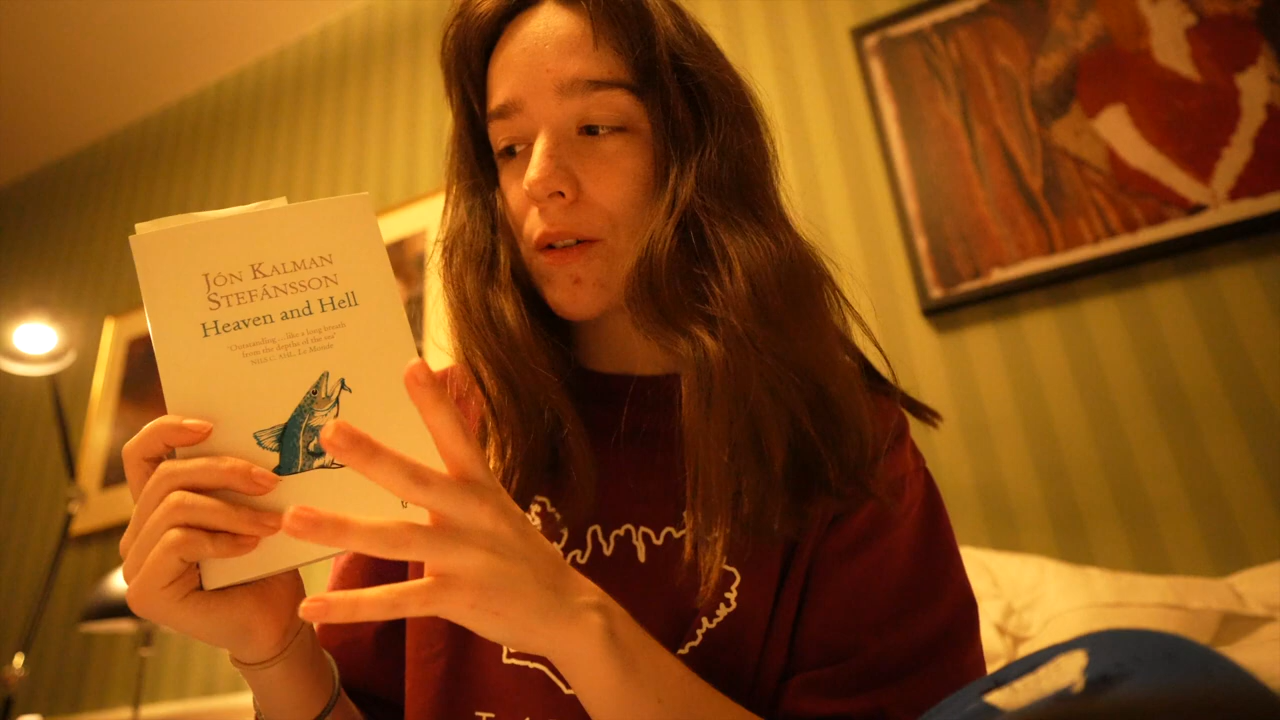 JÓN KALMAN
STEFÁNSSON
Heaven and Hell
'Outstanding ... like a long breath
from the depths of the sea'
Le Monde